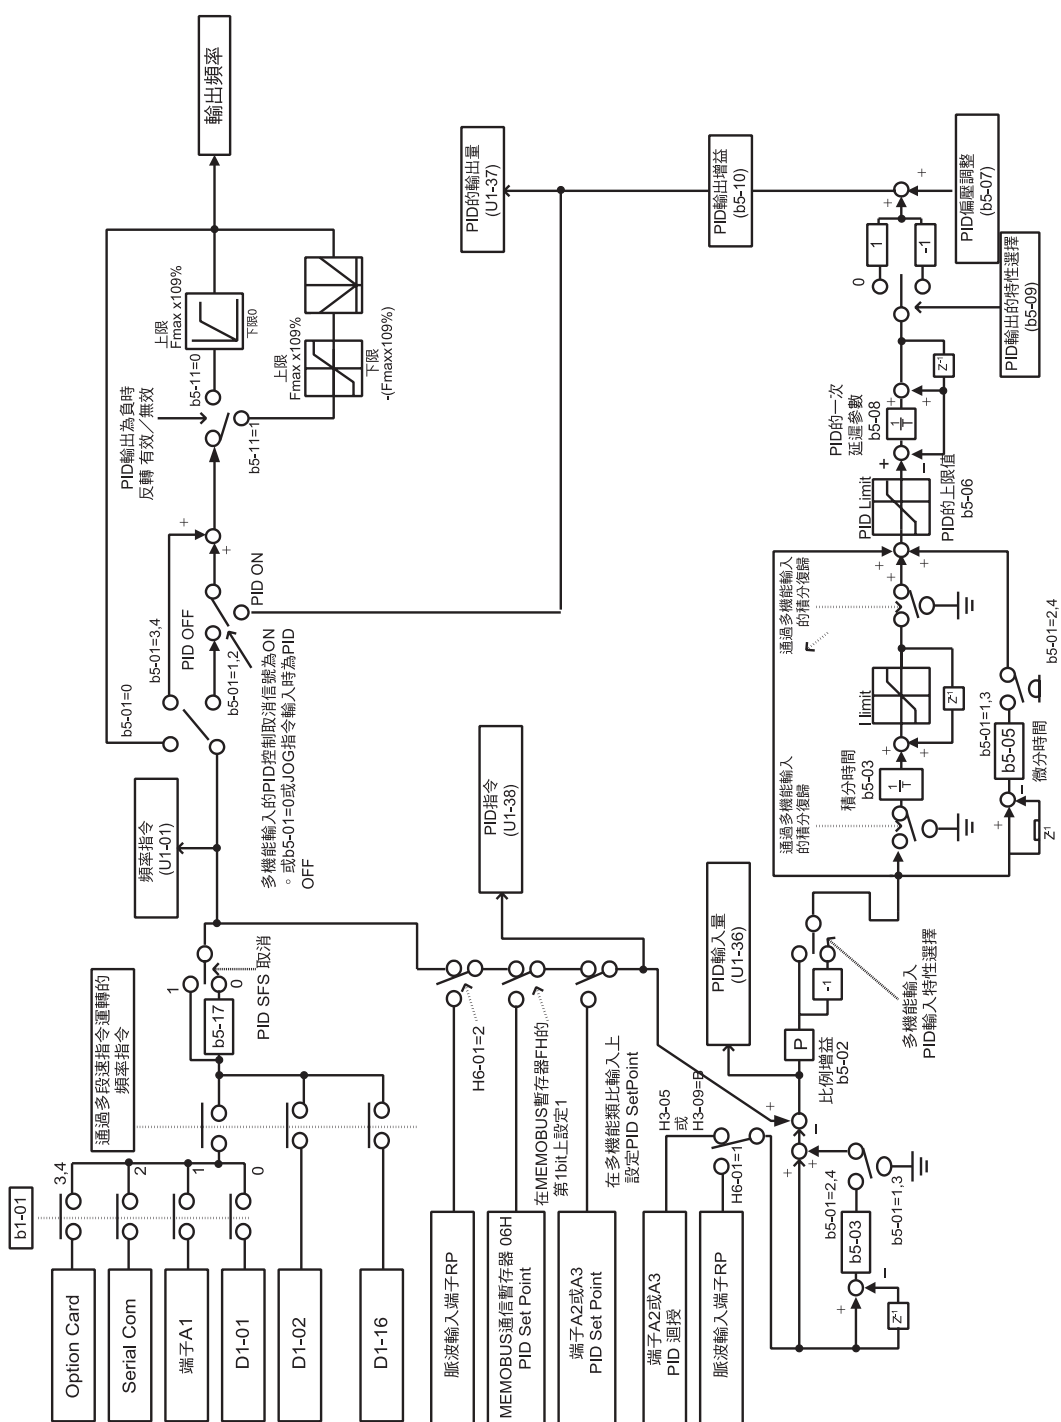 b1-01
Option Card
Serial Com
端子A1
D1-01
D1-02
D1-16
3,4
2
1
0
通過多段速指令運轉的
頻率指令
b5-17
1
0
PID SFS 取消
頻率指令
(U1-01)
b5-01=0
b5-01=3,4
b5-01=1,2
PID OFF
PID ON
多機能輸入的PID控制取消信號為ON
。或b5-01=0或JOG指令輸入時為PID
OFF
+
+
PID輸出為負時
反轉 有效／無效
b5-11=0
b5-11=1
上限
Fmax x109%
下限0
上限
Fmax x109%
下限
-(Fmaxx109%)
輸出頻率
脈波輸入端子RP
MEMOBUS通信暫存器 06H
PID Set Point
端子A2或A3
PID Set Point
端子A2或A3
PID 迴授
脈波輸入端子RP
H6-01=2
在MEMOBUS暫存器FH的
第1bit上設定1
在多機能類比輸入上
設定PID SetPoint
H3-05
或
H3-09=B
H6-01=1
PID指令
(U1-38)
PID輸入量
(U1-36)
PID的輸出量
(U1-37)
+
-
+
+
b5-01=2,4
b5-01=1,3
b5-03
+
-
Z-1
P
比例增益
b5-02
-1
多機能輸入
PID輸入特性選擇
通過多機能輸入
的積分復歸
積分時間
b5-03
1
T
+
+
I limit
Z-1
通過多機能輸入
的積分復歸
+
-
Z-1
b5-05
微分時間
b5-01=1,3
b5-01=2,4
+
+
+
PID Limit
PID的上限值
b5-06
+
-
PID的一次
延遲參數
b5-08
1
T
+
+
Z-1
0
1
-1
PID輸出的特性選擇
(b5-09)
+
+
PID偏壓調整
(b5-07)
PID輸出增益
(b5-10)